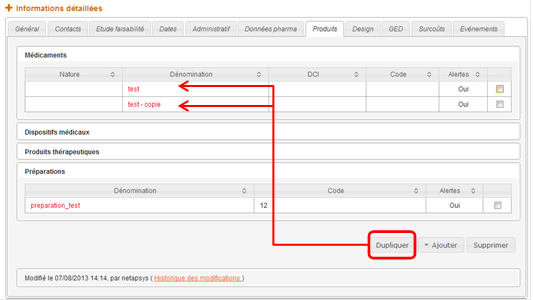 Informations détaillées
Général Contacts Etude faisabilité Dates Administratif Données pharma Produits Design GED Surcoûts Evénements
Médicaments
Nature Dénomination DCI Code Alertes
test Oui
test - copie Oui
Dispositifs médicaux
Produits thérapeutiques
Préparations
Dénomination Code Alertes
preparation_test 12 Oui
Dupliquer Ajouter Supprimer
Modifié le 07/08/2013 14:14, par netapsys ( Historique des modifications )